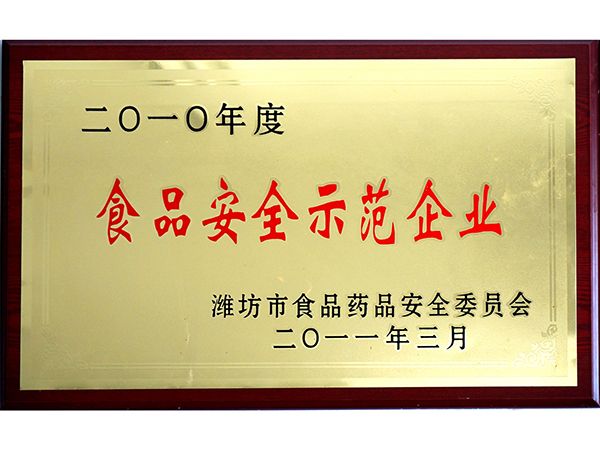 二〇一〇年度
食品安全示范企业
潍坊市食品药品安全委员会
二〇一一年三月